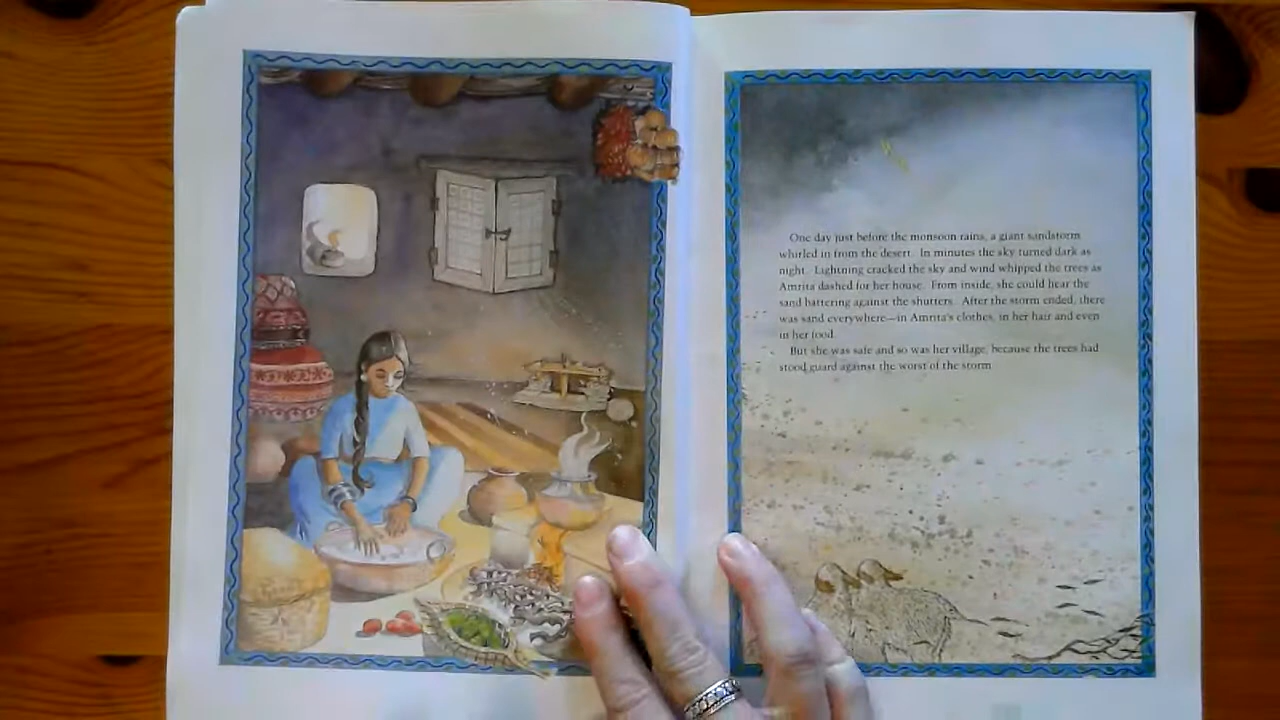 One day just before the monsoon rains, a giant sandstorm
whirled in from the desert. In minutes the sky turned dark as
night. Lightning cracked the sky and wind whipped the trees as
Amrita dashed for her house. From inside, she could hear the
sand battering against the shutters. After the storm ended, there
was sand everywhere—in Amrita's clothes, in her hair and even
in her food.
But she was safe and so was her village, because the trees had
stood guard against the worst of the storm